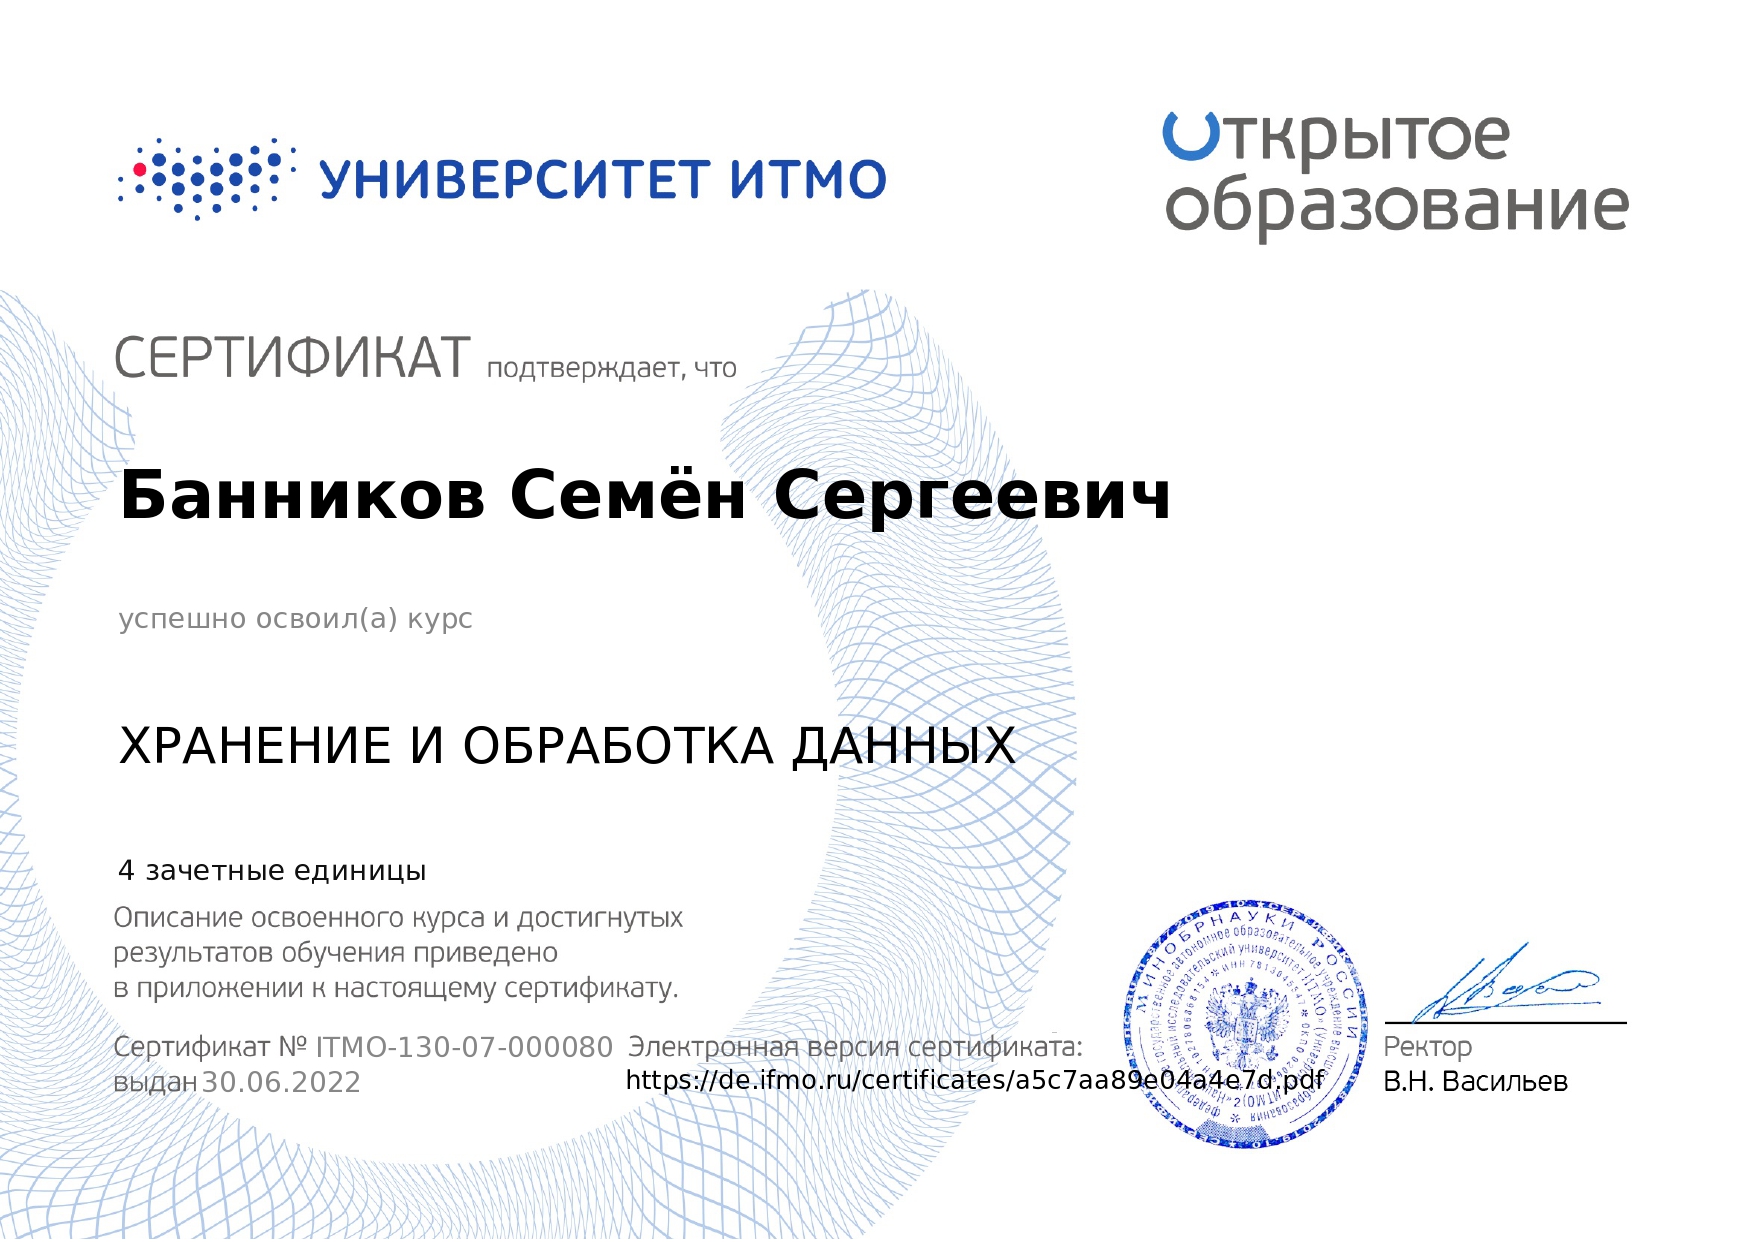 УНИВЕРСИТЕТ ИТМО
Открытое
образование
СЕРТИФИКАТ подтверждает, что
Банников Семён Сергеевич
успешно освоил(а) курс
ХРАНЕНИЕ И ОБРАБОТКА ДАННЫХ
4 зачетные единицы
Описание освоенного курса и достигнутых
результатов обучения приведено
в приложении к настоящему сертификату.
Сертификат № ITMO-130-07-000080
выдан 30.06.2022
Электронная версия сертификата:
https://de.ifmo.ru/certificates/a5c7aa89e04a4e7d.pdf
МИНОБРНАУКИ РОССИИ
Ректор
В.Н. Васильев